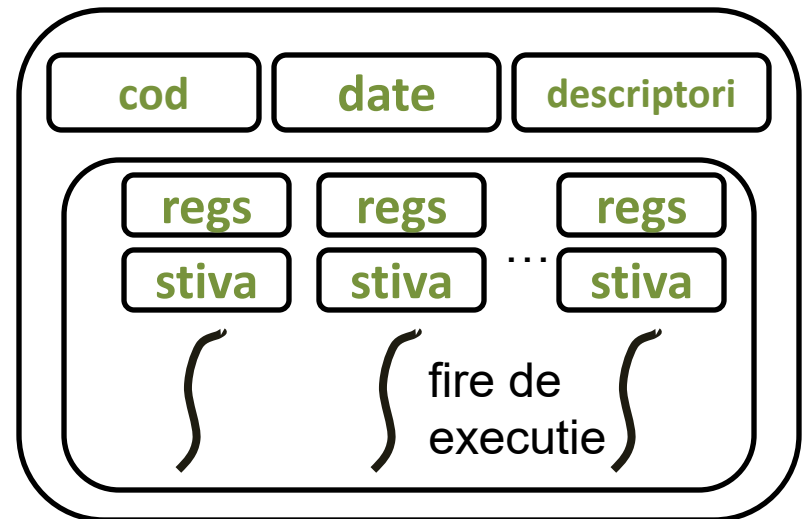 cod date descriptori
regs regs regs
stiva stiva ... stiva
fire de
executie